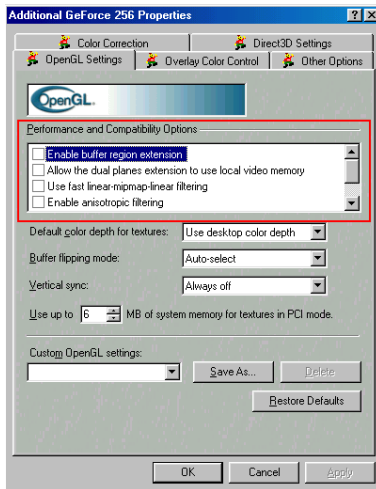 Additional GeForce 256 Properties
Color Correction
Direct3D Settings
OpenGL Settings
Overlay Color Control
Other Options
OpenGL.
Performance and Compatibility Options
Enable buffer region extension
Allow the dual planes extension to use local video memory
Use fast linear-mipmap-linear filtering
Enable anisotropic filtering
Default color depth for textures:
Use desktop color depth
Buffer flipping mode:
Auto-select
Vertical sync:
Always off
Use up to 6 MB of system memory for textures in PCI mode.
Custom OpenGL settings:
Save As...
Delete
Restore Defaults
OK
Cancel
Apply